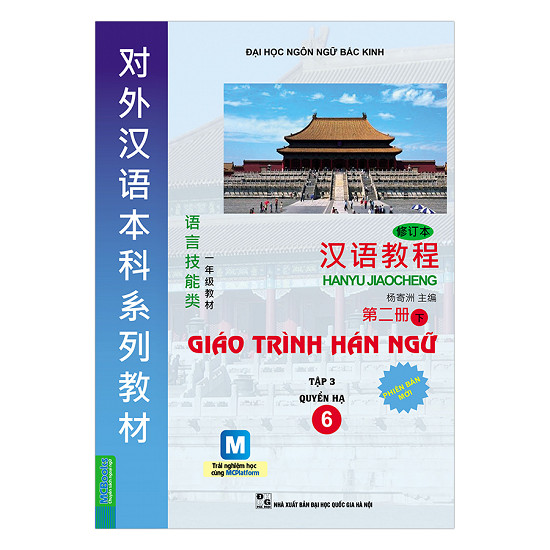 ĐẠI HỌC NGÔN NGỮ BẮC KINH
对外汉语本科系列教材
语言技能类
一年级教材
修订本
汉语教程
HANYU JIAOCHENG
杨寄洲 主编
第二册 下
GIÁO TRÌNH HÁN NGỮ
TẬP 3
QUYỂN HẠ
6
PHIÊN BẢN
MỚI
M
Trải nghiệm học
cùng MCPlatform
MCBooks
NHÀ XUẤT BẢN ĐẠI HỌC QUỐC GIA HÀ NỘI